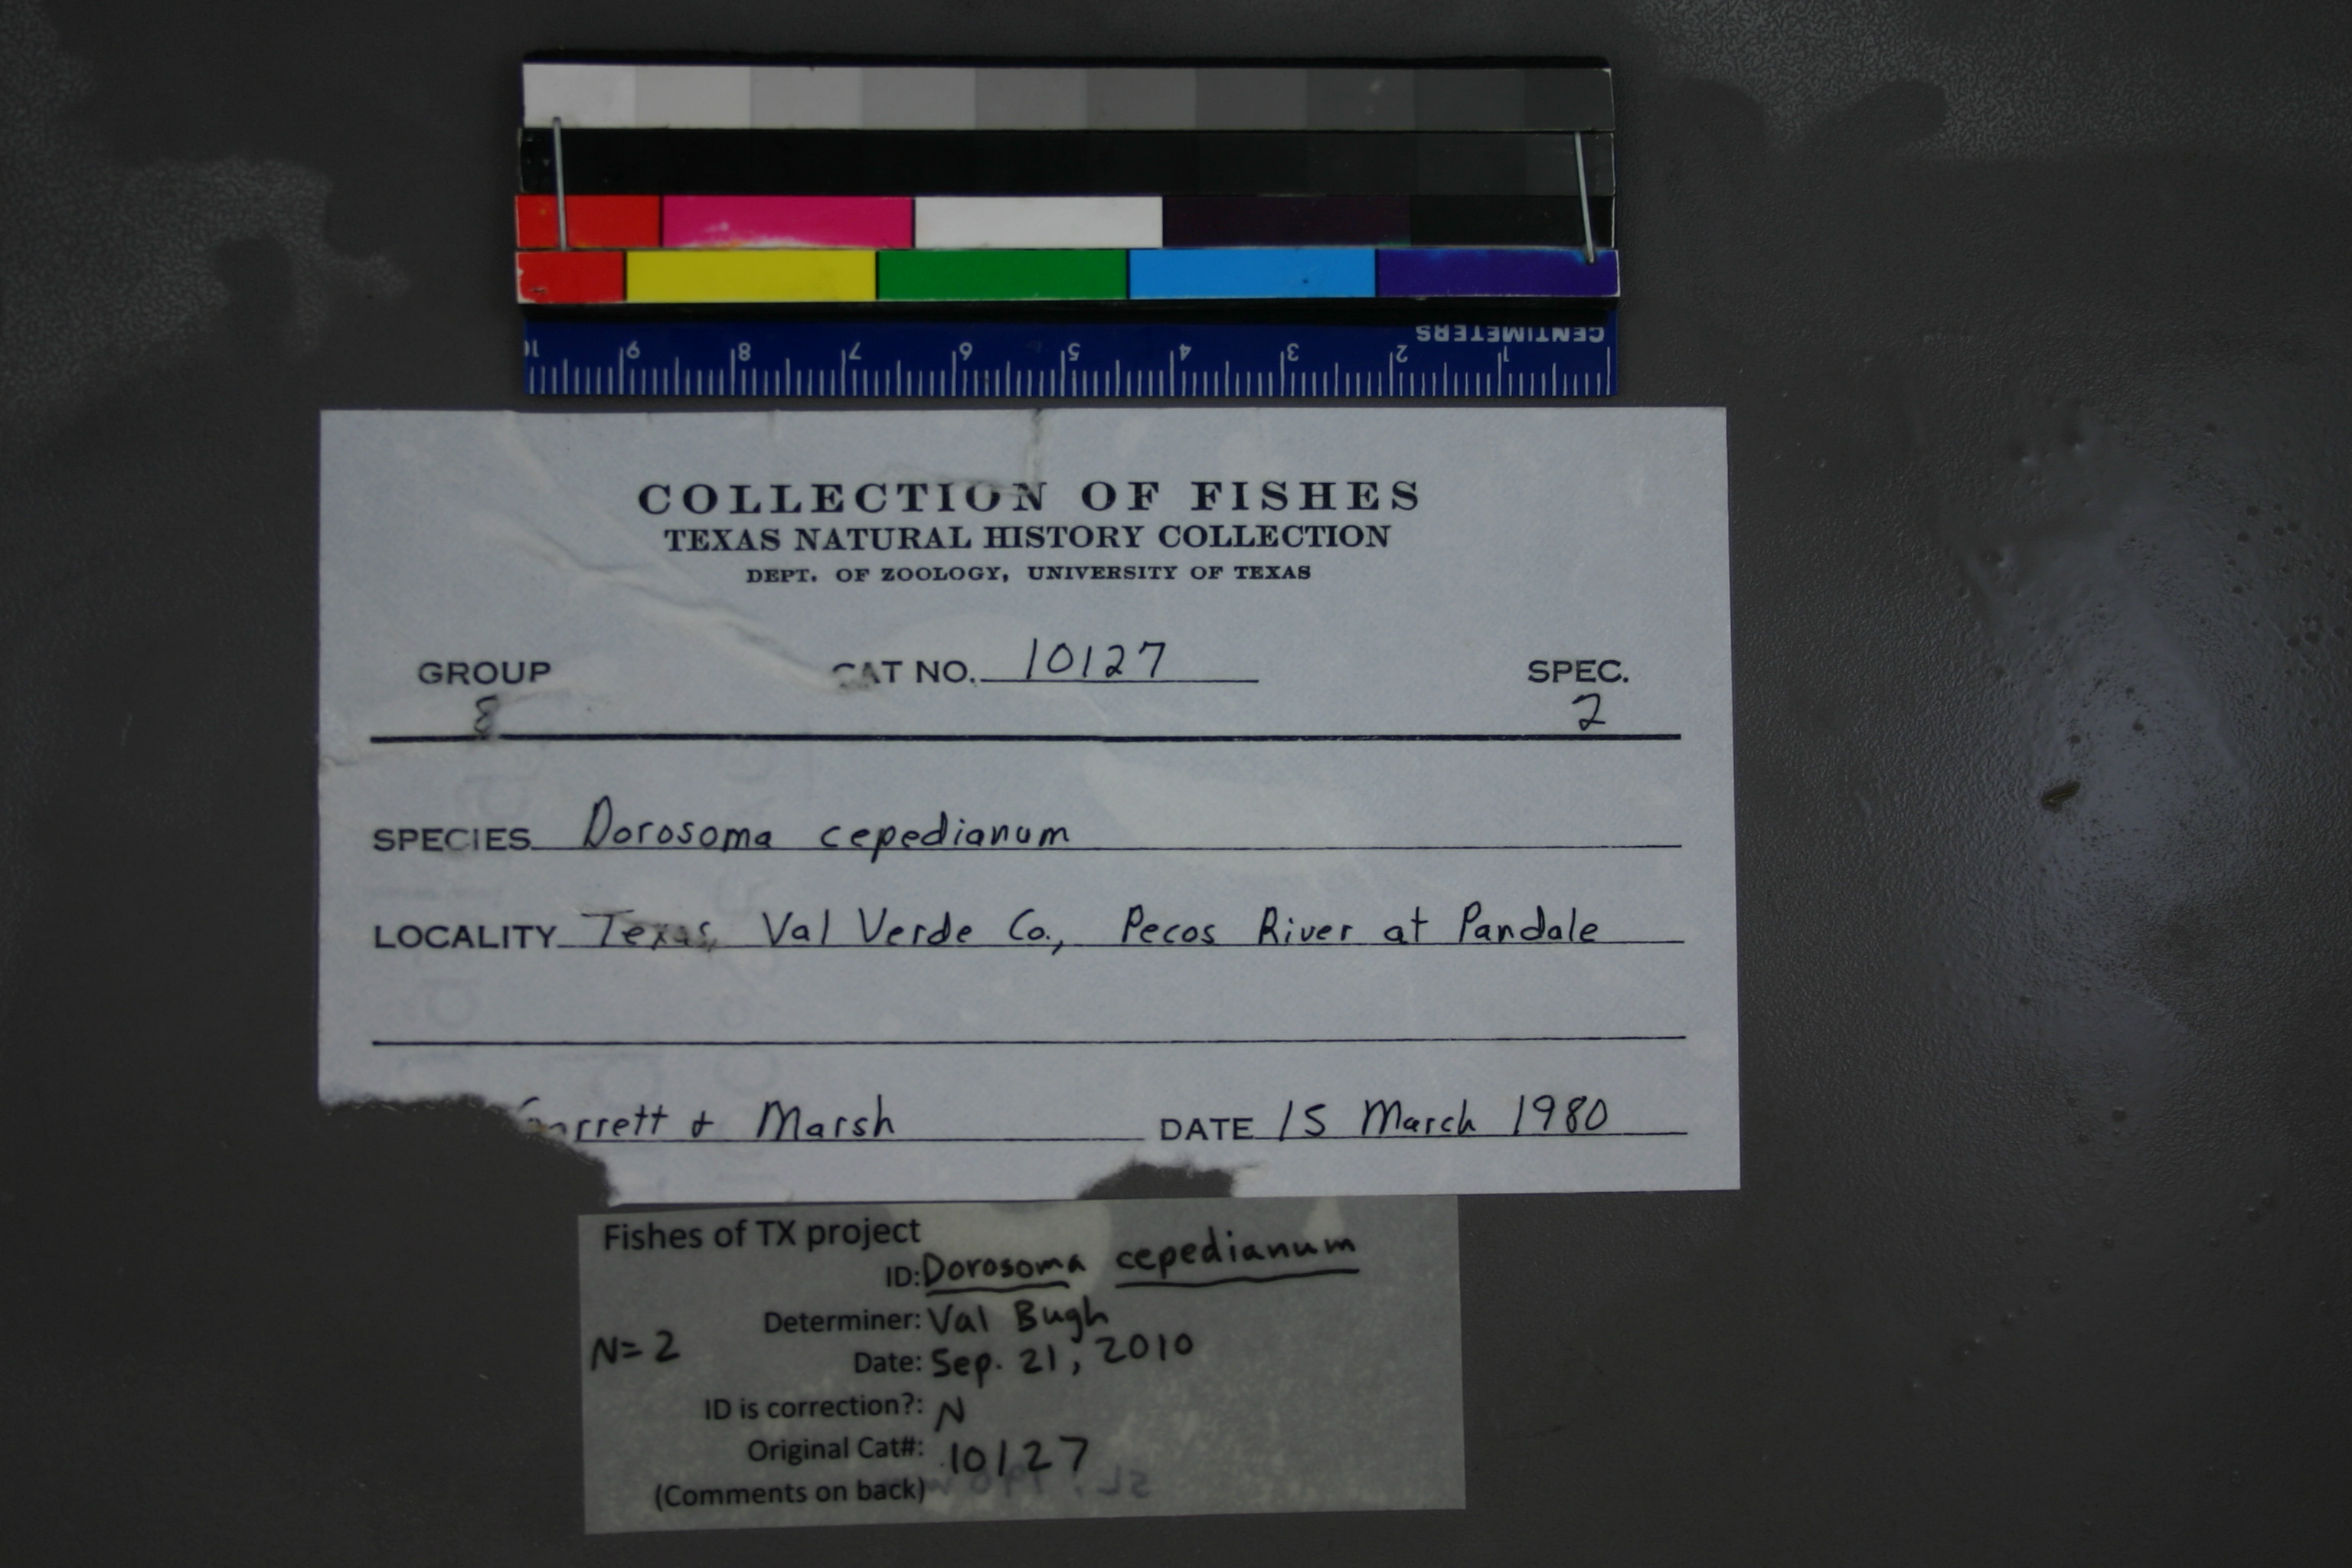 CENTIMETERS
10 9 8 7 6 5 4 3 2 1
COLLECTION OF FISHES
TEXAS NATURAL HISTORY COLLECTION
DEPT. OF ZOOLOGY, UNIVERSITY OF TEXAS
GROUP CAT NO. 10127 SPEC.
8 2
SPECIES Dorosoma cepedianum
LOCALITY Texas, Val Verde Co., Pecos River at Pandale
Garrett & Marsh DATE 15 March 1980
Fishes of TX project
ID: Dorosoma cepedianum
Determiner: Val Bugh
N=2
Date: Sep. 21, 2010
ID is correction?: N
Original Cat#: 10127
(Comments on back)